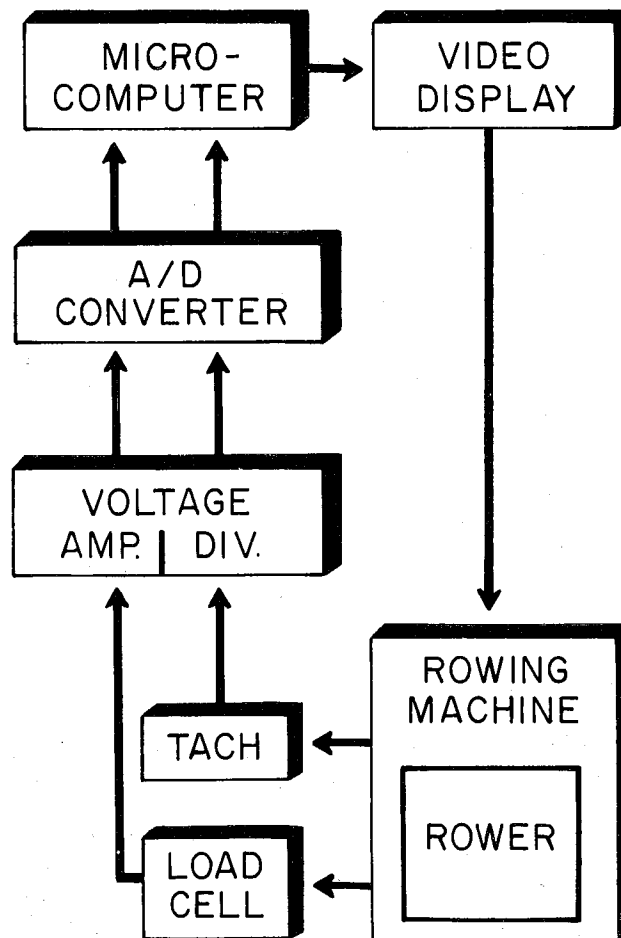 MICRO-
COMPUTER
VIDEO
DISPLAY
A/D
CONVERTER
VOLTAGE
AMP. DIV.
ROWING
MACHINE
TACH
ROWER
LOAD
CELL